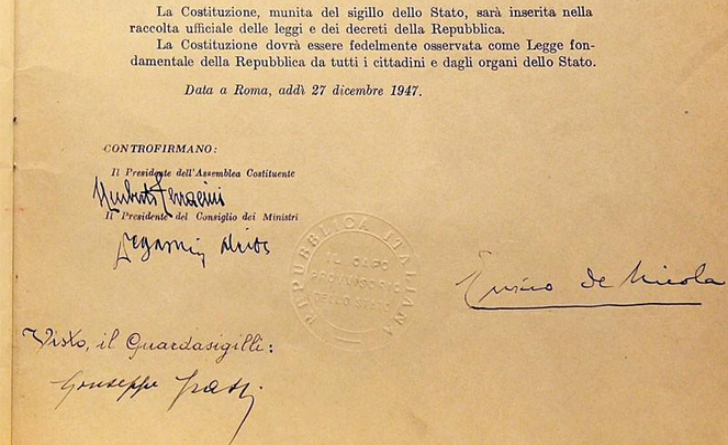 La Costituzione, munita del sigillo dello Stato, sarà inserita nella
raccolta ufficiale delle leggi e dei decreti della Repubblica.
La Costituzione dovrà essere fedelmente osservata come Legge fon-
damentale della Repubblica da tutti i cittadini e dagli organi dello Stato.
Data a Roma, addì 27 dicembre 1947.
CONTROFIRMANO:
Il Presidente dell'Assemblea Costituente
Umberto Terracini
Il Presidente del Consiglio dei Ministri
REPUBBLICA ITALIANA
IL CAPO
PROVVISORIO
DELLO STATO
Enrico de Nicola
Visto, il Guardasigilli:
Giuseppe Grassi